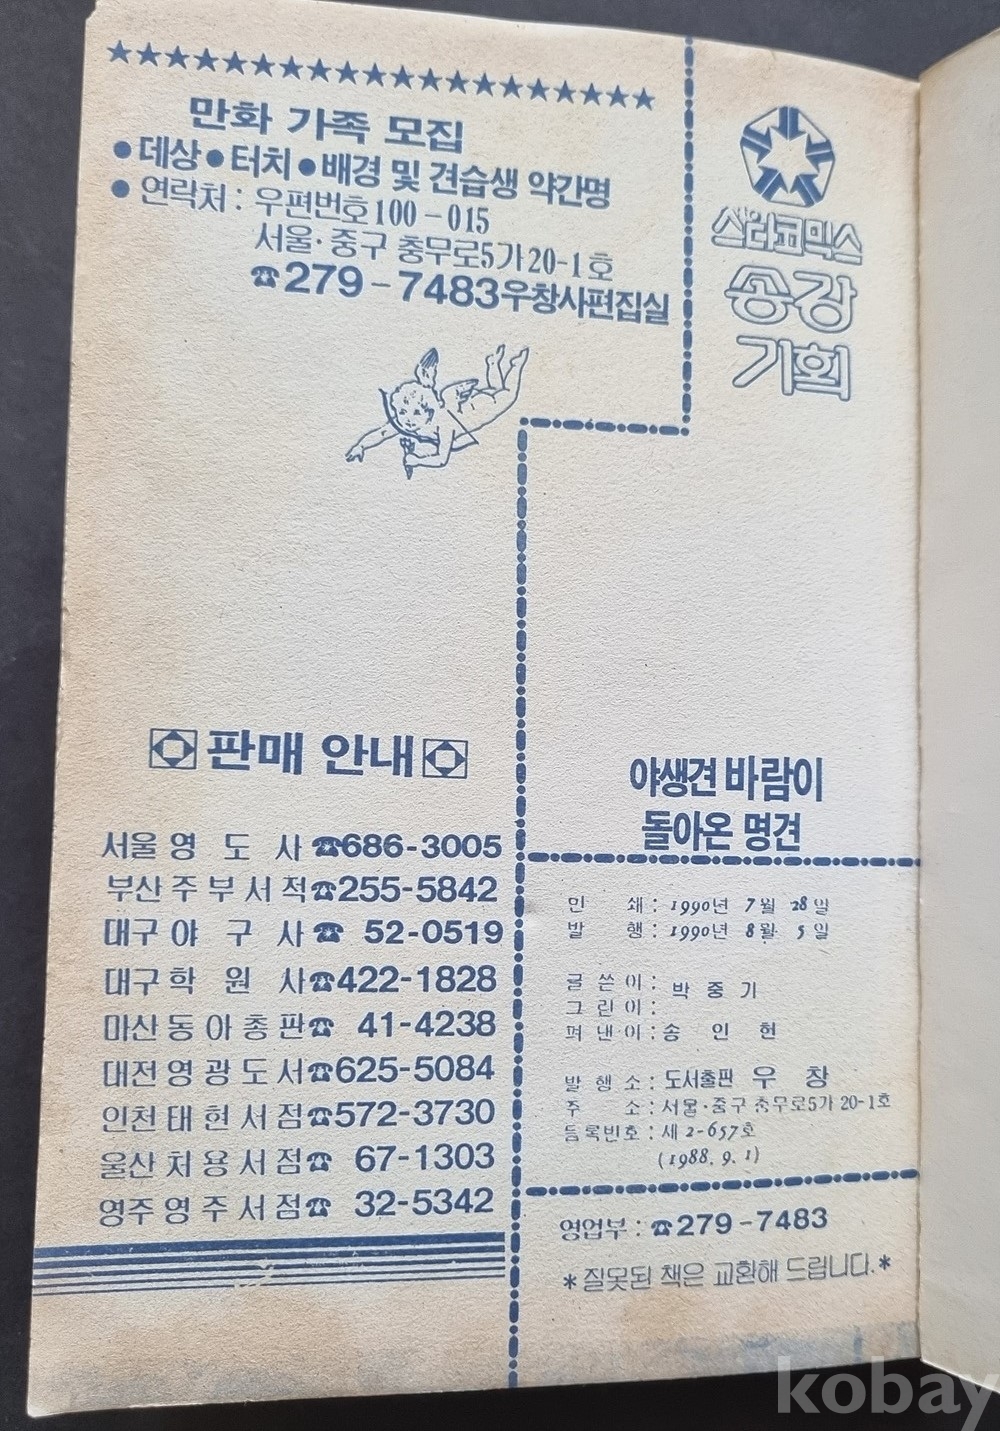 ★★★★★★★★★★★★★★★★★★★
만화 가족 모집
●데상●터치●배경 및 견습생 약간명
●연락처: 우편번호100-015
서울·중구 충무로5가20-1호
☎279-7483우창사편집실
스타코믹스
송강
기획
판매 안내
서울영도사☎686-3005
부산주부서적☎255-5842
대구야구사☎ 52-0519
대구학원사☎422-1828
마산동아총판☎ 41-4238
대전영광도서☎625-5084
인천태현서점☎572-3730
울산처용서점☎ 67-1303
영주영주서점☎ 32-5342
야생견 바람이
돌아온 명견
인 쇄: 1990년 7월 28일
발 행: 1990년 8월 5일
글쓴이:
박중기
그린이:
펴낸이: 송인헌
발행소: 도서출판 우 창
주 소: 서울·중구 충무로5가 20-1호
등록번호: 제 2-657호
(1988. 9. 1)
영업부: ☎279-7483
*잘못된 책은 교환해 드립니다.*
kobay